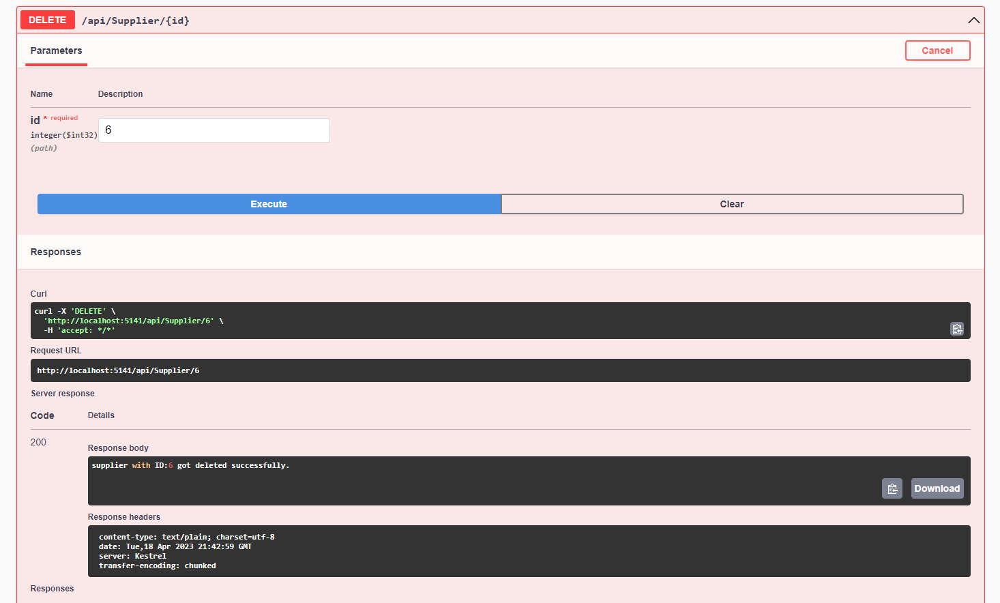 DELETE /api/Supplier/{id}
Parameters
Cancel
Name Description
id * required
integer($int32)
(path)
6
Execute Clear
Responses
Curl
curl -X 'DELETE' \
'http://localhost:5141/api/Supplier/6' \
-H 'accept: */*'
Request URL
http://localhost:5141/api/Supplier/6
Server response
Code Details
200
Response body
supplier with ID:6 got deleted successfully.
Download
Response headers
content-type: text/plain; charset=utf-8
date: Tue,18 Apr 2023 21:42:59 GMT
server: Kestrel
transfer-encoding: chunked
Responses